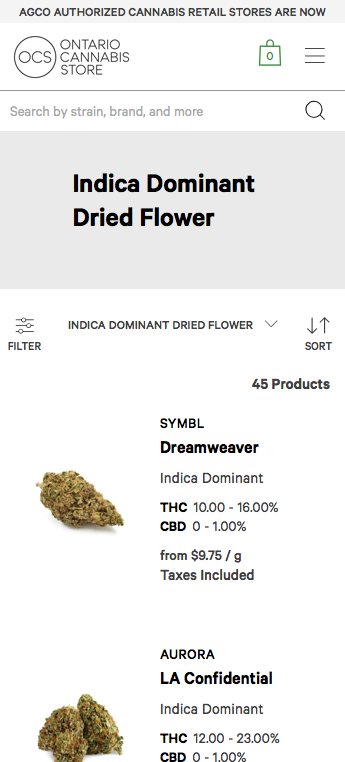 AGCO AUTHORIZED CANNABIS RETAIL STORES ARE NOW
OCS
ONTARIO
CANNABIS
STORE
0
Search by strain, brand, and more
Indica Dominant
Dried Flower
FILTER
INDICA DOMINANT DRIED FLOWER
SORT
45 Products
SYMBL
Dreamweaver
Indica Dominant
THC 10.00 - 16.00%
CBD 0 - 1.00%
from $9.75 / g
Taxes Included
AURORA
LA Confidential
Indica Dominant
THC 12.00 - 23.00%
CBD 0 - 1.00%